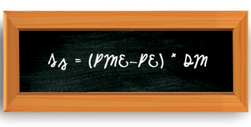 Ss = (PME-PE) * DM